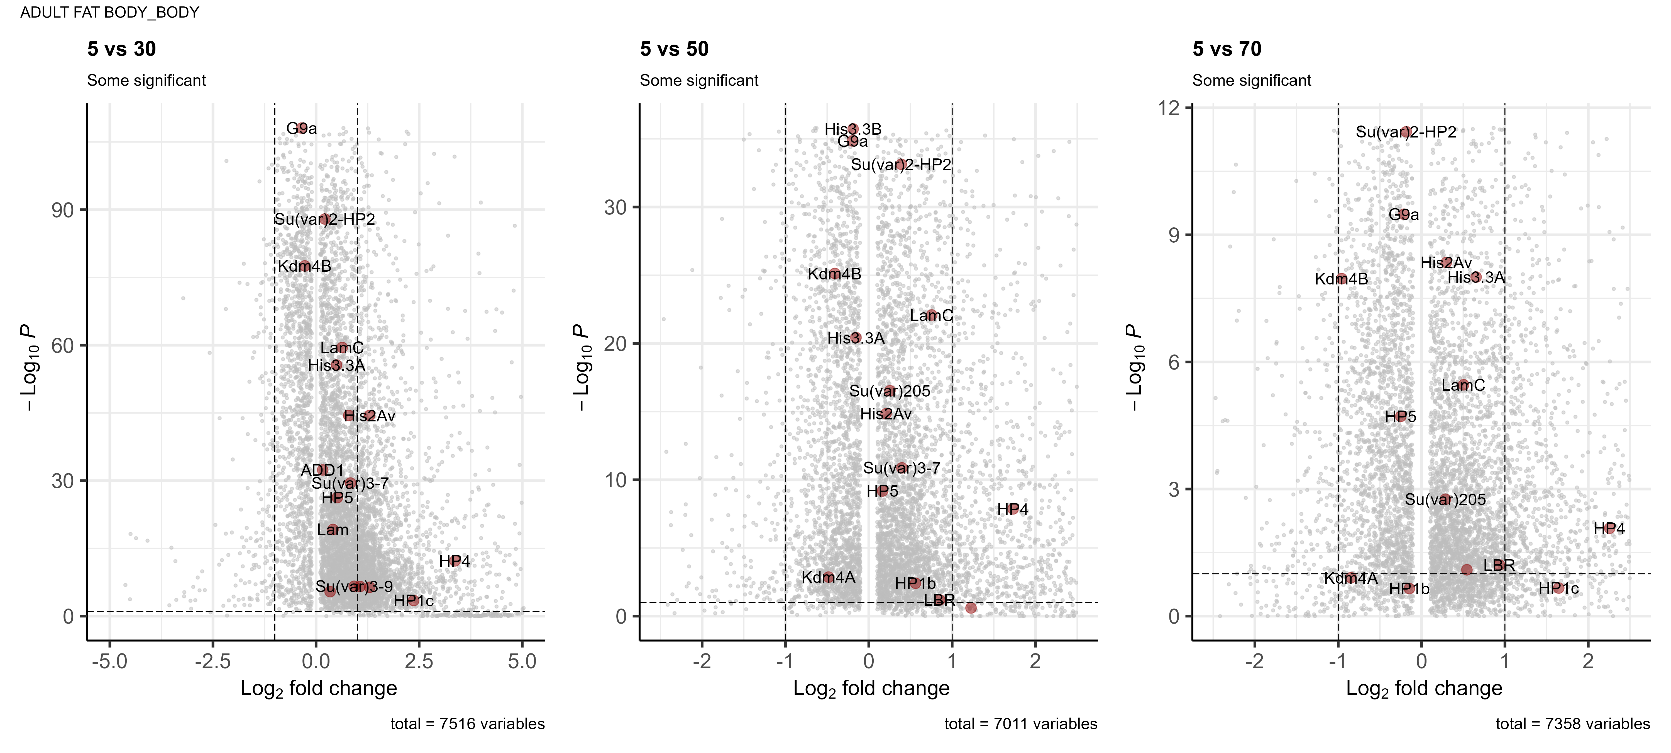 ADULT FAT BODY_BODY
5 vs 30
Some significant
− Log10 P
90
60
30
0
G9a
Su(var)2-HP2
Kdm4B
LamC
His3.3A
His2Av
ADD1
Su(var)3-7
HP5
Lam
HP4
Su(var)3-9
HP1c
-5.0 -2.5 0.0 2.5 5.0
Log2 fold change
total = 7516 variables
5 vs 50
Some significant
− Log10 P
30
20
10
0
His3.3B
G9a
Su(var)2-HP2
Kdm4B
LamC
His3.3A
Su(var)205
His2Av
Su(var)3-7
HP5
HP4
Kdm4A
HP1b
LBR
-2 -1 0 1 2
Log2 fold change
total = 7011 variables
5 vs 70
Some significant
− Log10 P
12
9
6
3
0
Su(var)2-HP2
G9a
His2Av
Kdm4B
His3.3A
LamC
HP5
Su(var)205
HP4
LBR
Kdm4A
HP1b
HP1c
-2 -1 0 1 2
Log2 fold change
total = 7358 variables